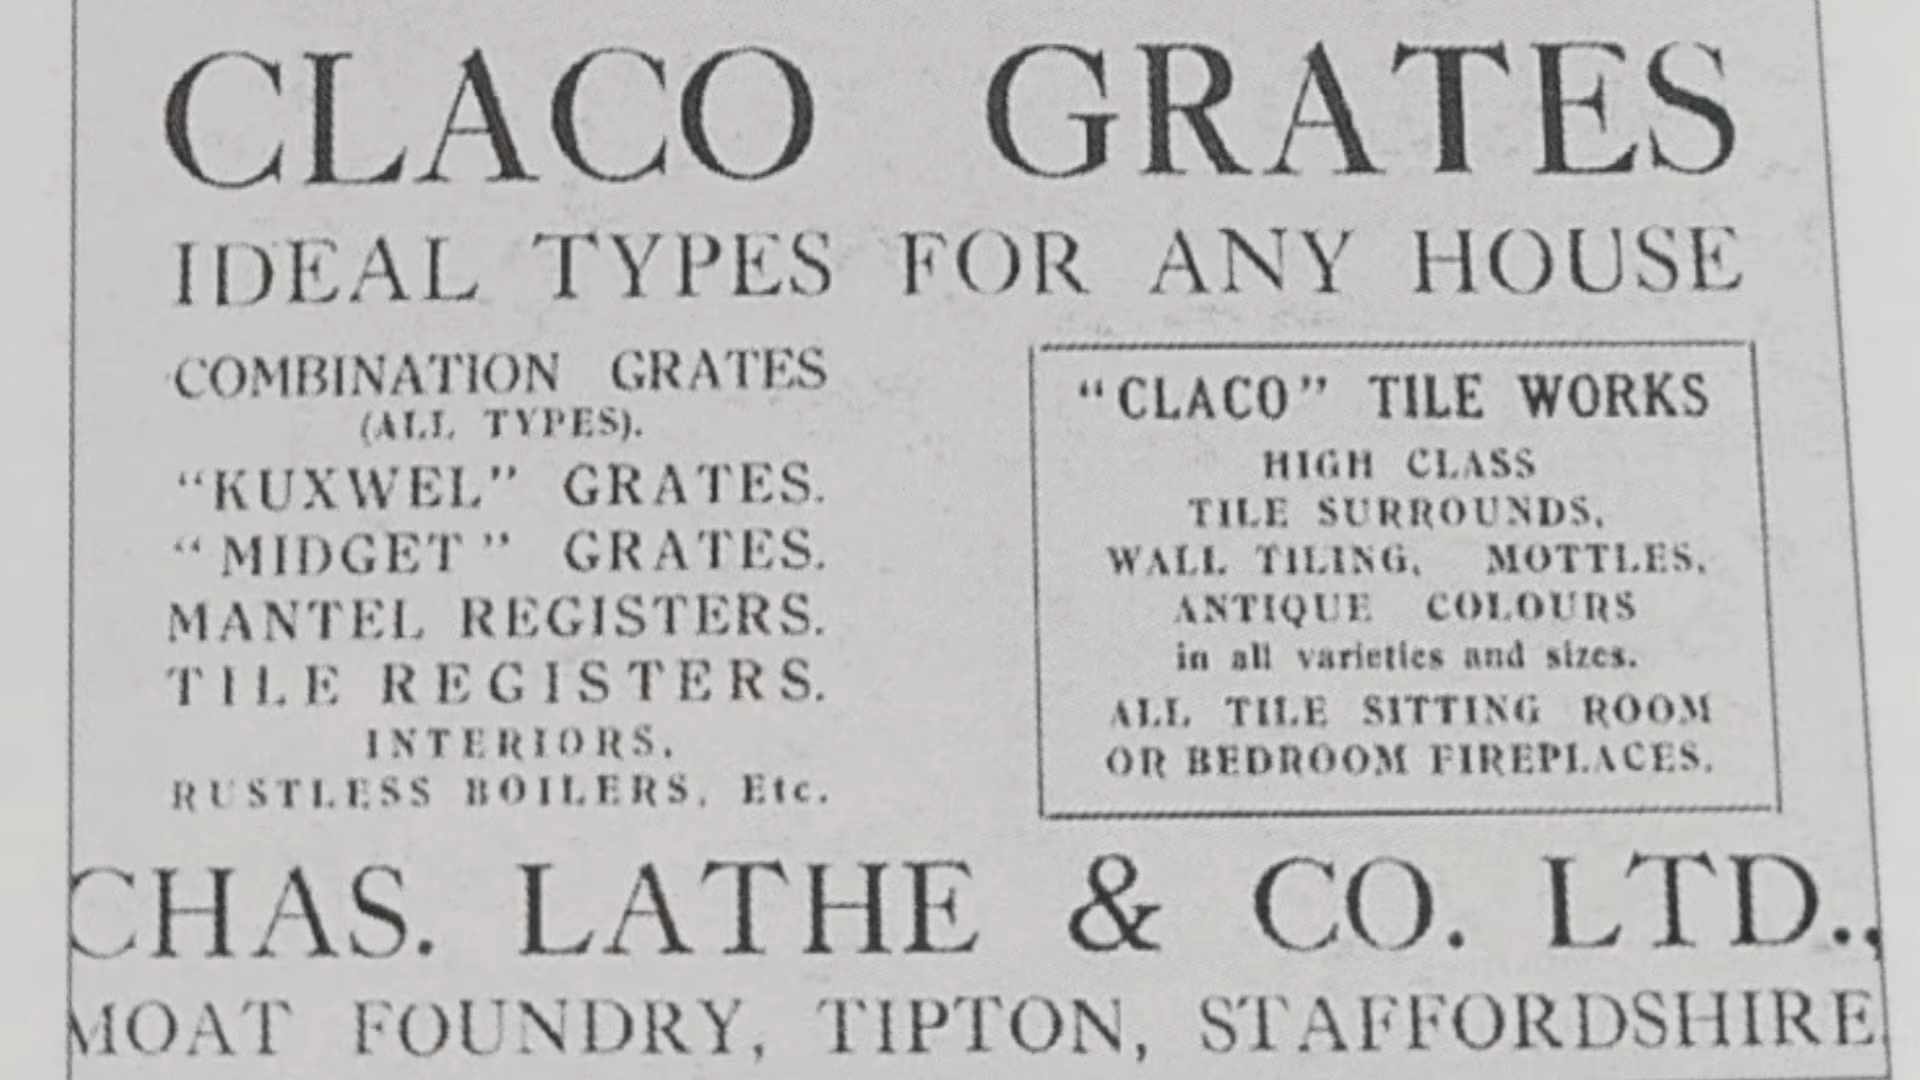 CLACO GRATES
IDEAL TYPES FOR ANY HOUSE
COMBINATION GRATES
(ALL TYPES).
"KUXWEL" GRATES.
"MIDGET" GRATES.
MANTEL REGISTERS.
TILE REGISTERS.
INTERIORS,
RUSTLESS BOILERS, Etc.
"CLACO" TILE WORKS
HIGH CLASS
TILE SURROUNDS,
WALL TILING, MOTTLES,
ANTIQUE COLOURS
in all varieties and sizes.
ALL TILE SITTING ROOM
OR BEDROOM FIREPLACES.
CHAS. LATHE & CO. LTD.,
MOAT FOUNDRY, TIPTON, STAFFORDSHIRE